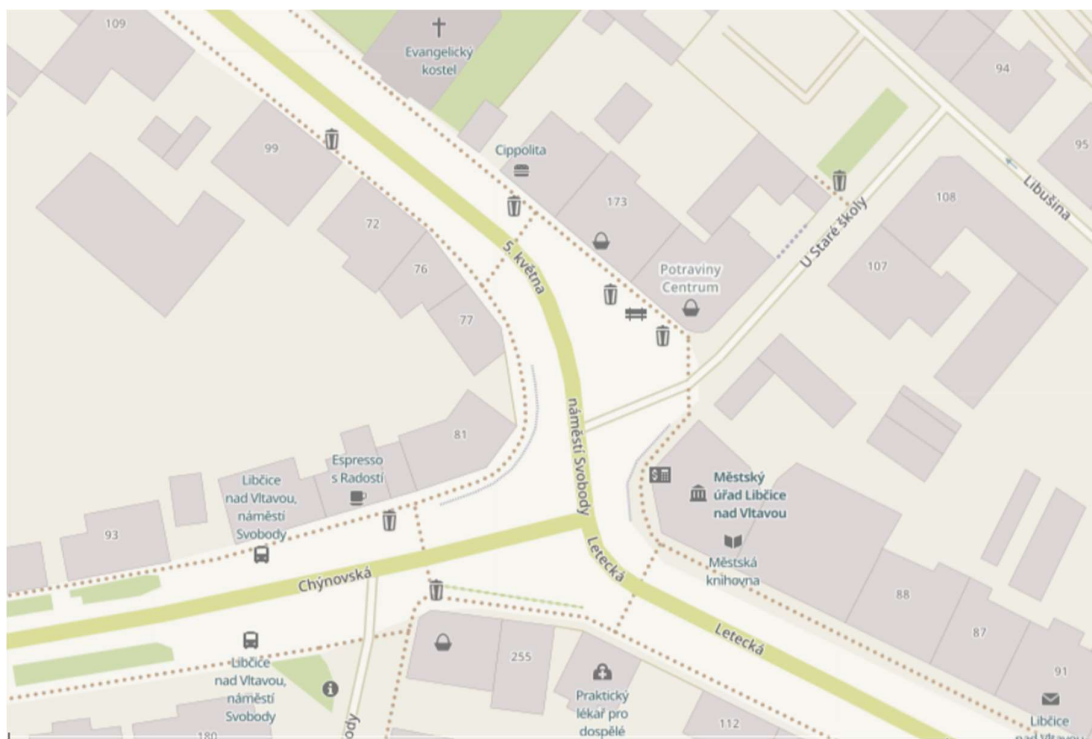 109
Evangelický
kostel
94
95
99
Cippolita
Libušina
108
173
72
U Staré školy
76
5. května
107
Potraviny
Centrum
77
náměstí Svobody
81
Espresso
s Radostí
Libčice
nad Vltavou,
náměstí
Svobody
93
Městský
úřad Libčice
nad Vltavou
Městská
knihovna
Chýnovská
Letecká
88
87
Letecká
255
91
Libčice
nad Vltavou,
náměstí
Svobody
Praktický
lékař pro
dospělé
112
180
Libčice
nad Vltavou